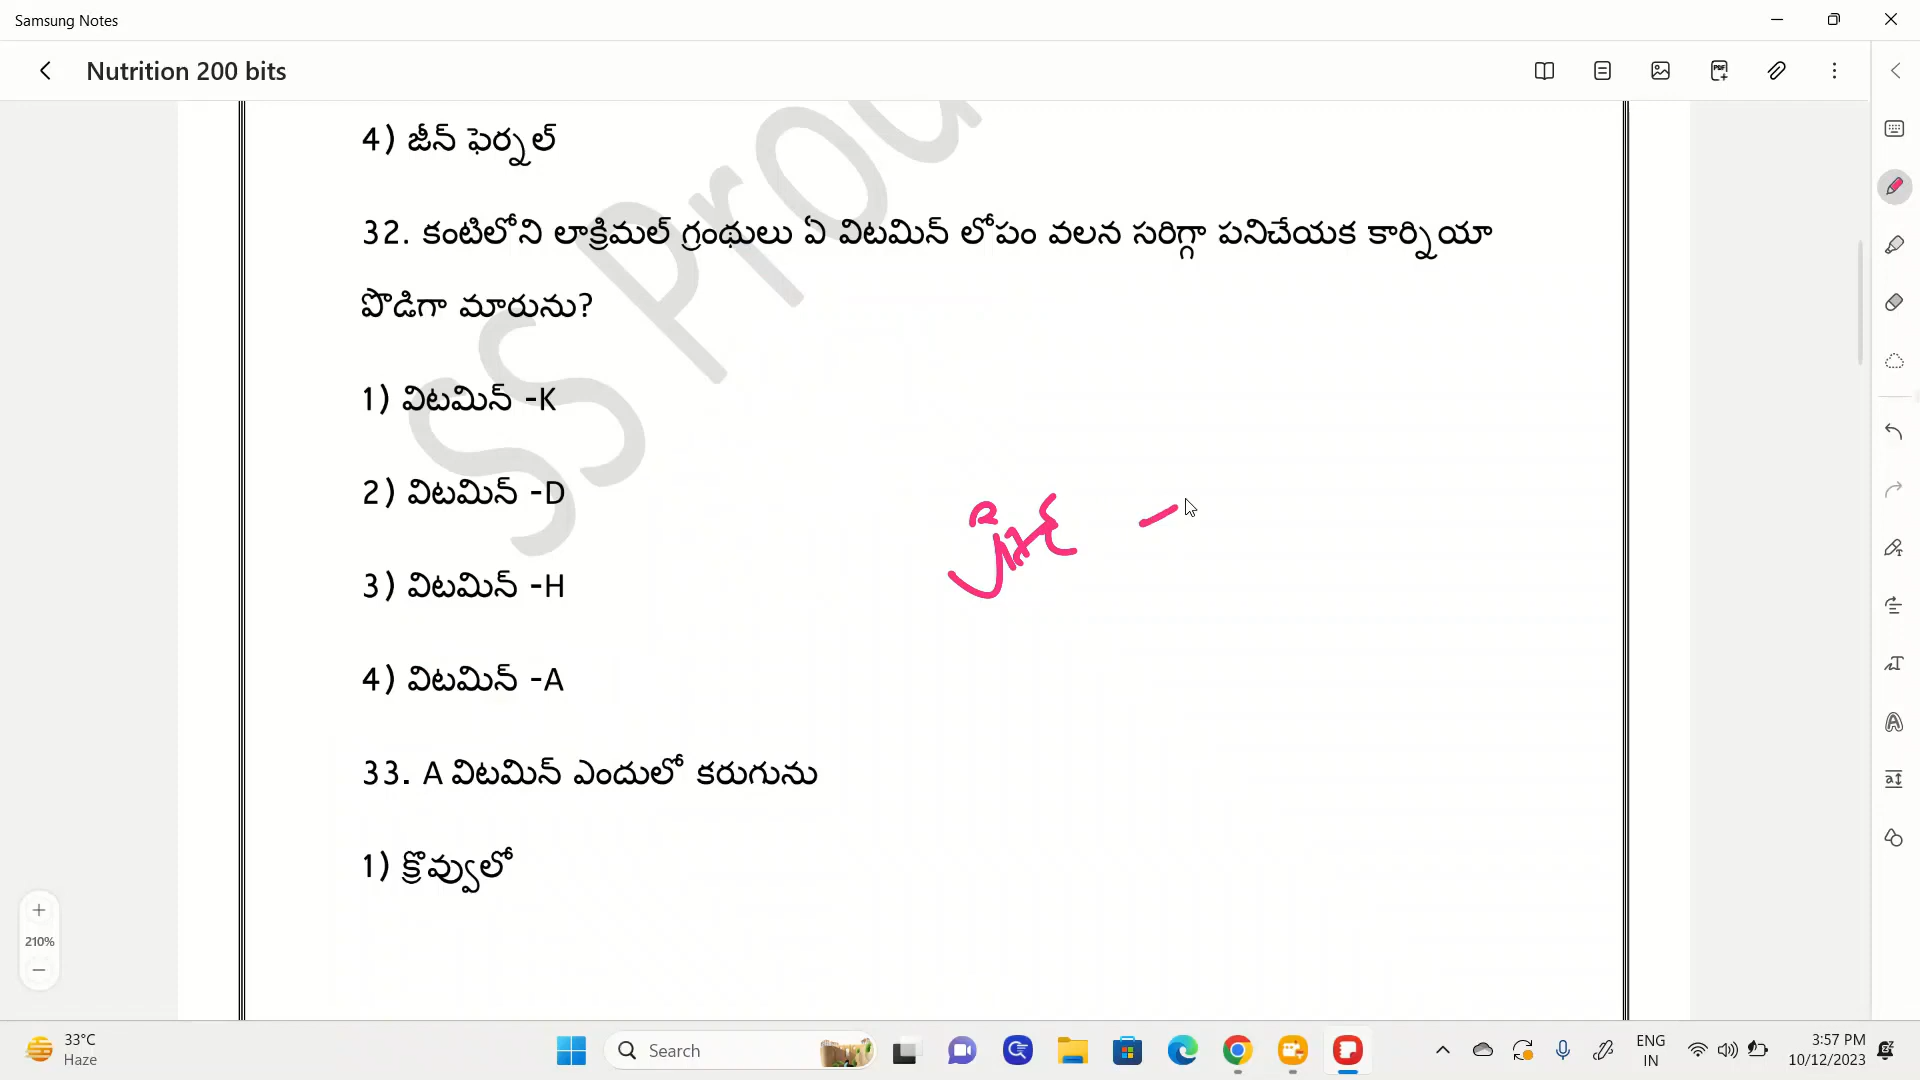 Samsung Notes
Nutrition 200 bits
4) జీన్ ఫెర్నల్
32. కంటిలోని లాక్రిమల్ గ్రంథులు ఏ విటమిన్ లోపం వలన సరిగ్గా పనిచేయక కార్నియా
పొడిగా మారును?
1) విటమిన్ -K
2) విటమిన్ -D
3) విటమిన్ -H
4) విటమిన్ -A
33. A విటమిన్ ఎందులో కరుగును
1) క్రొవ్వులో
SS Prod
210%
33°C
Haze
Search
ENG
IN
3:57 PM
10/12/2023